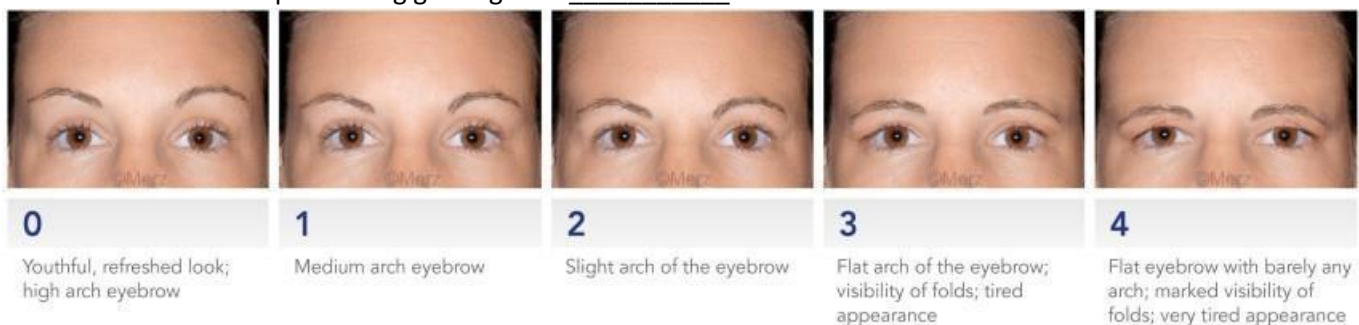 0
Youthful, refreshed look;
high arch eyebrow
1
Medium arch eyebrow
2
Slight arch of the eyebrow
3
Flat arch of the eyebrow;
visibility of folds; tired
appearance
4
Flat eyebrow with barely any
arch; marked visibility of
folds; very tired appearance
©Merz
©Merz
©Merz
©Merz
©Merz